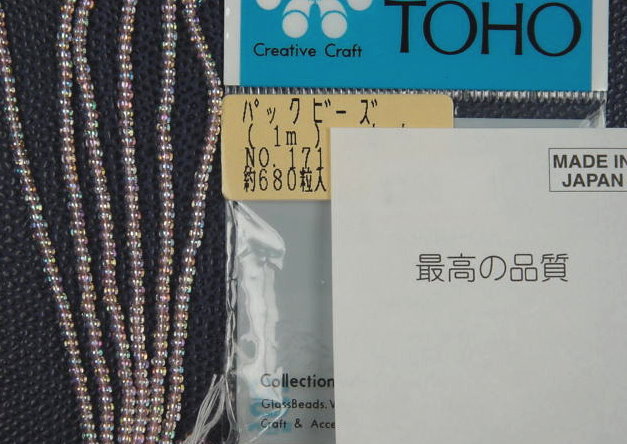 Creative Craft
TOHO
パックビーズ
(1m)
NO.171
約680粒入
MADE IN
JAPAN
最高の品質
Collection
GlassBeads.
Craft & Acce